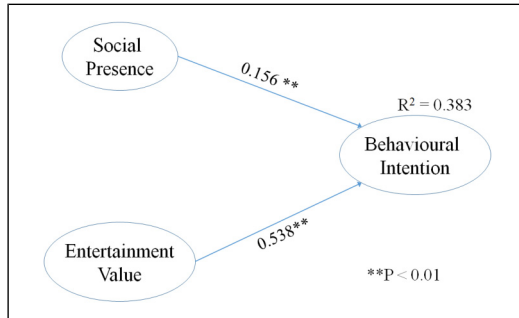 Social
Presence
0.156 **
R² = 0.383
Behavioural
Intention
0.538**
Entertainment
Value
**P < 0.01